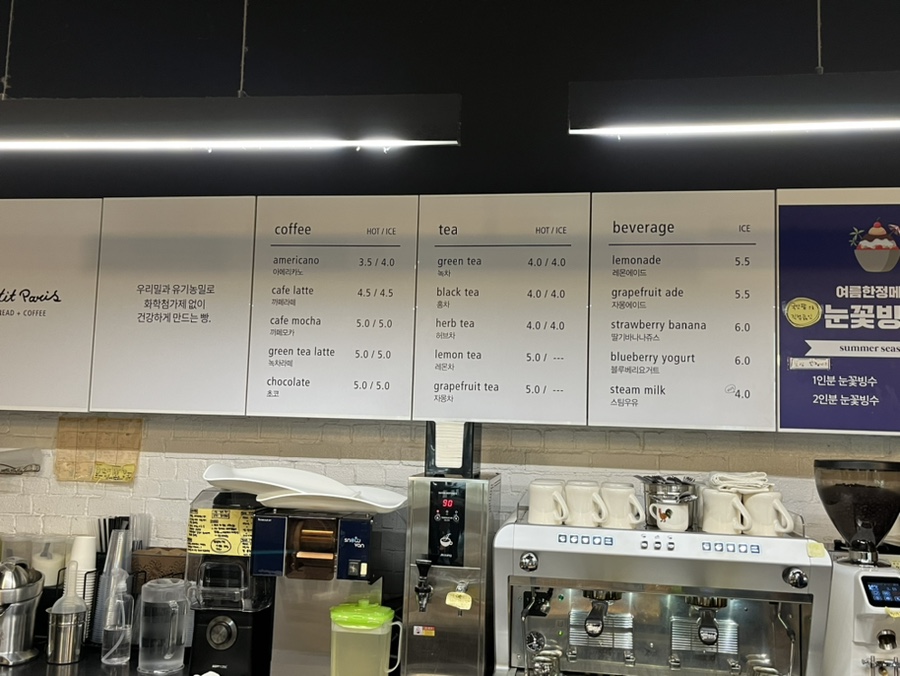 tit Paris
READ + COFFEE
우리밀과 유기농밀로
화학첨가제 없이
건강하게 만드는 빵.
coffee HOT / ICE
americano 3.5 / 4.0
아메리카노
cafe latte 4.5 / 4.5
카페라떼
cafe mocha 5.0 / 5.0
카페모카
green tea latte 5.0 / 5.0
녹차라떼
chocolate 5.0 / 5.0
초코
tea HOT / ICE
green tea 4.0 / 4.0
녹차
black tea 4.0 / 4.0
홍차
herb tea 4.0 / 4.0
허브차
lemon tea 5.0 / ---
레몬차
grapefruit tea 5.0 / ---
자몽차
beverage ICE
lemonade 5.5
레몬에이드
grapefruit ade 5.5
자몽에이드
strawberry banana 6.0
딸기바나나쥬스
blueberry yogurt 6.0
블루베리요거트
steam milk 4.0
스팀우유
여름한정메
눈꽃빙
summer seas
1인분 눈꽃빙수
2인분 눈꽃빙수
90
snow
van